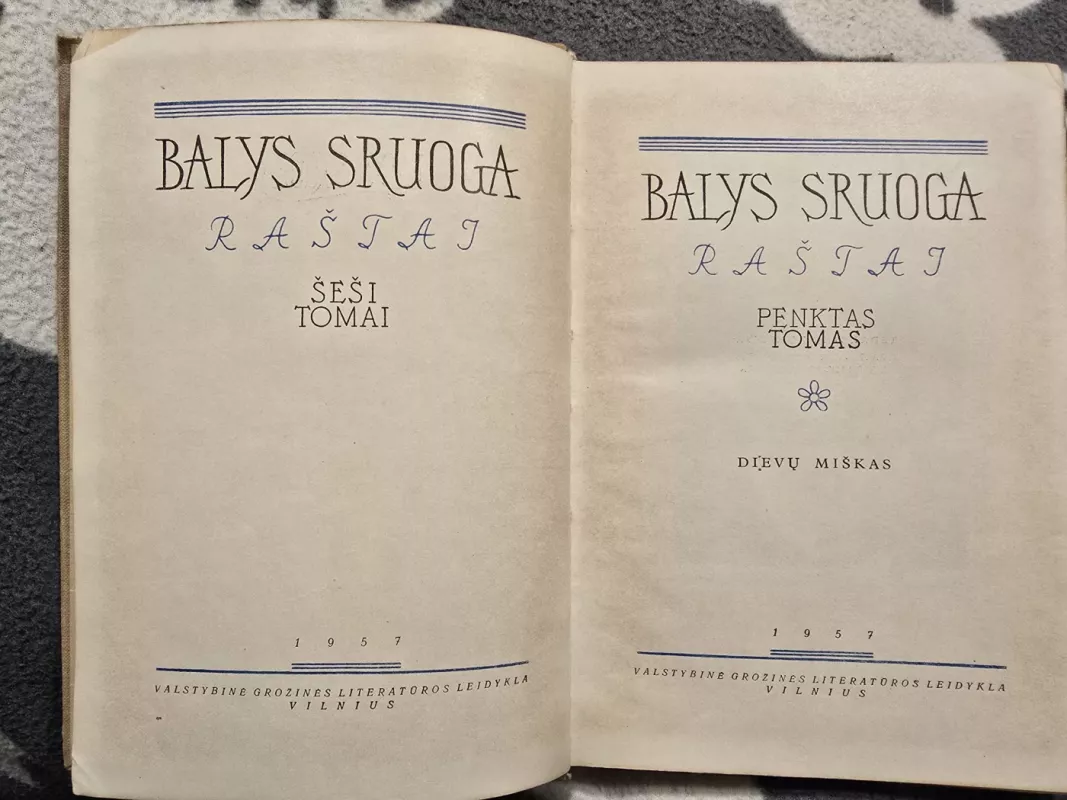 BALYS SRUOGA
RAŠTAI
ŠEŠI
TOMAI
1957
VALSTYBINĖ GROŽINĖS LITERATŪROS LEIDYKLA
VILNIUS
BALYS SRUOGA
RAŠTAI
PENKTAS
TOMAS
DIEVŲ MIŠKAS
1957
VALSTYBINĖ GROŽINĖS LITERATŪROS LEIDYKLA
VILNIUS